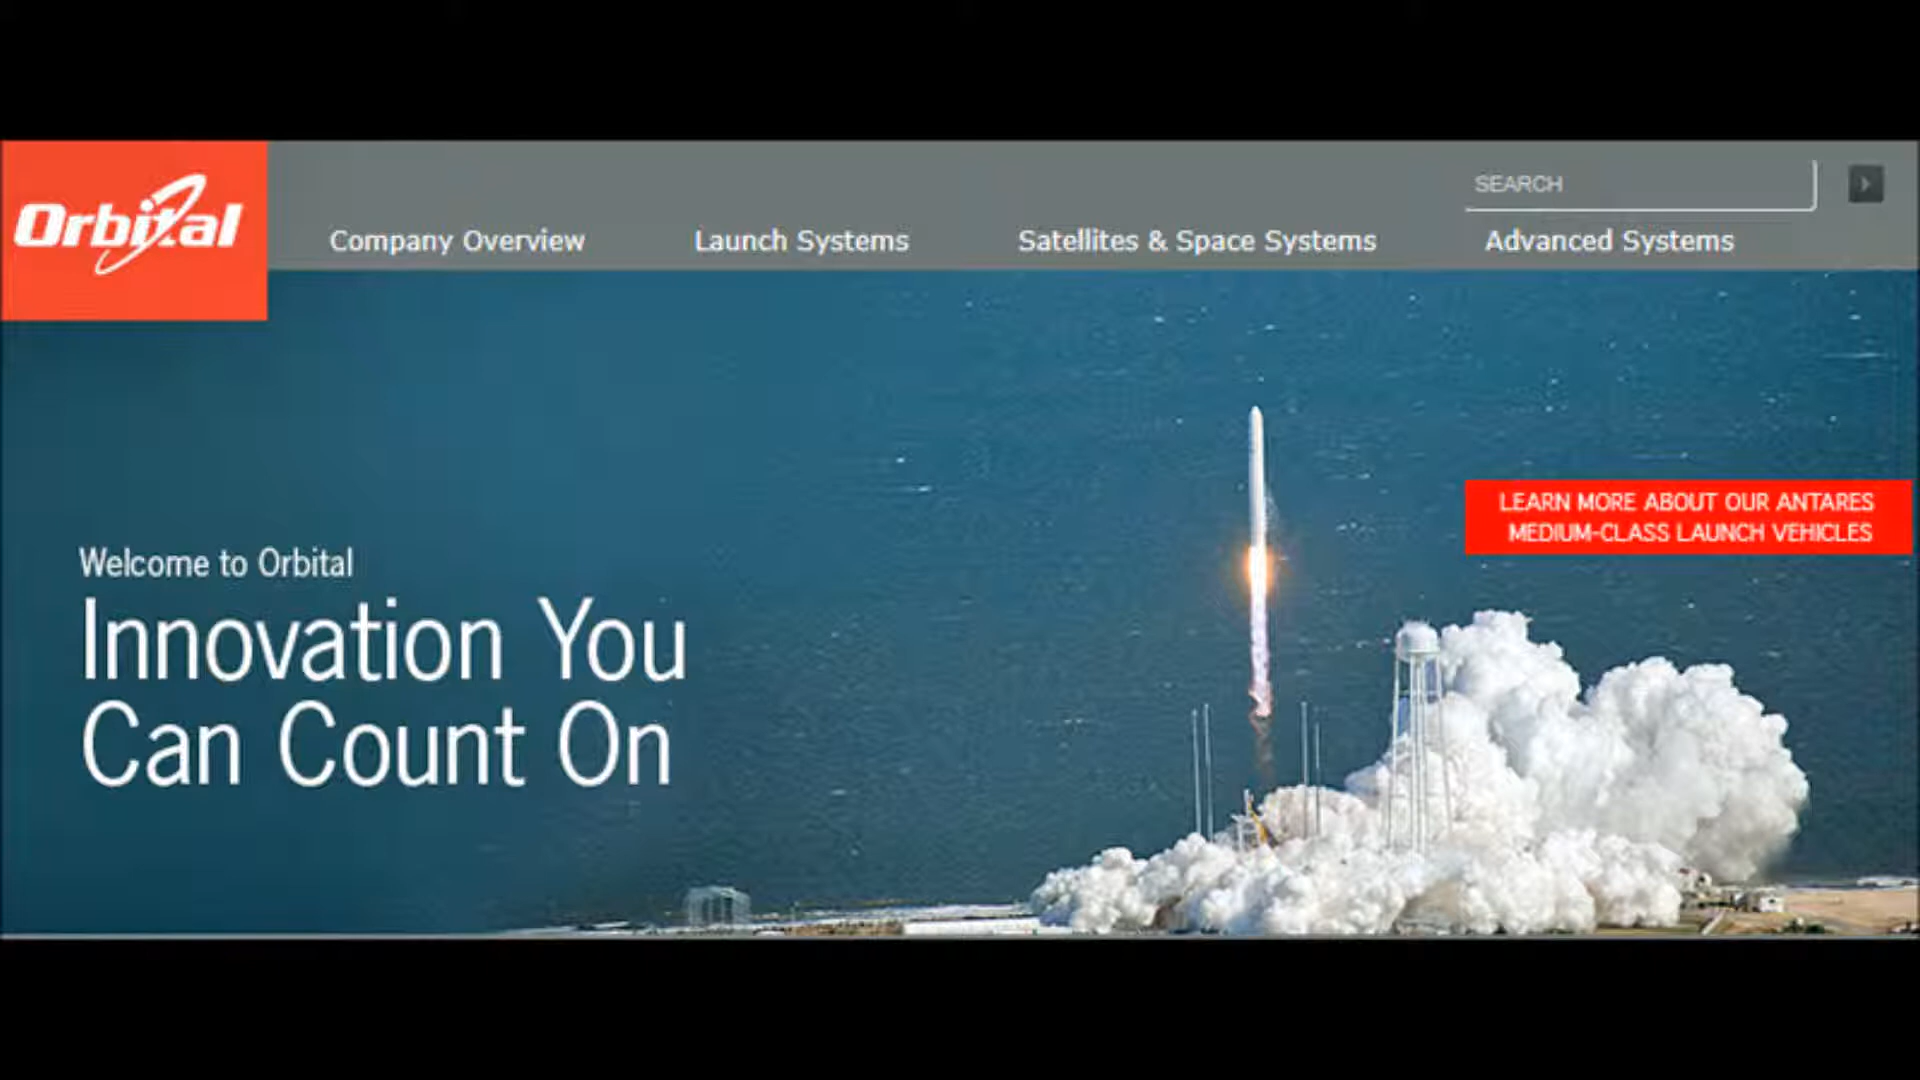 Orbital
SEARCH
Company Overview
Launch Systems
Satellites & Space Systems
Advanced Systems
LEARN MORE ABOUT OUR ANTARES
MEDIUM-CLASS LAUNCH VEHICLES
Welcome to Orbital
Innovation You
Can Count On